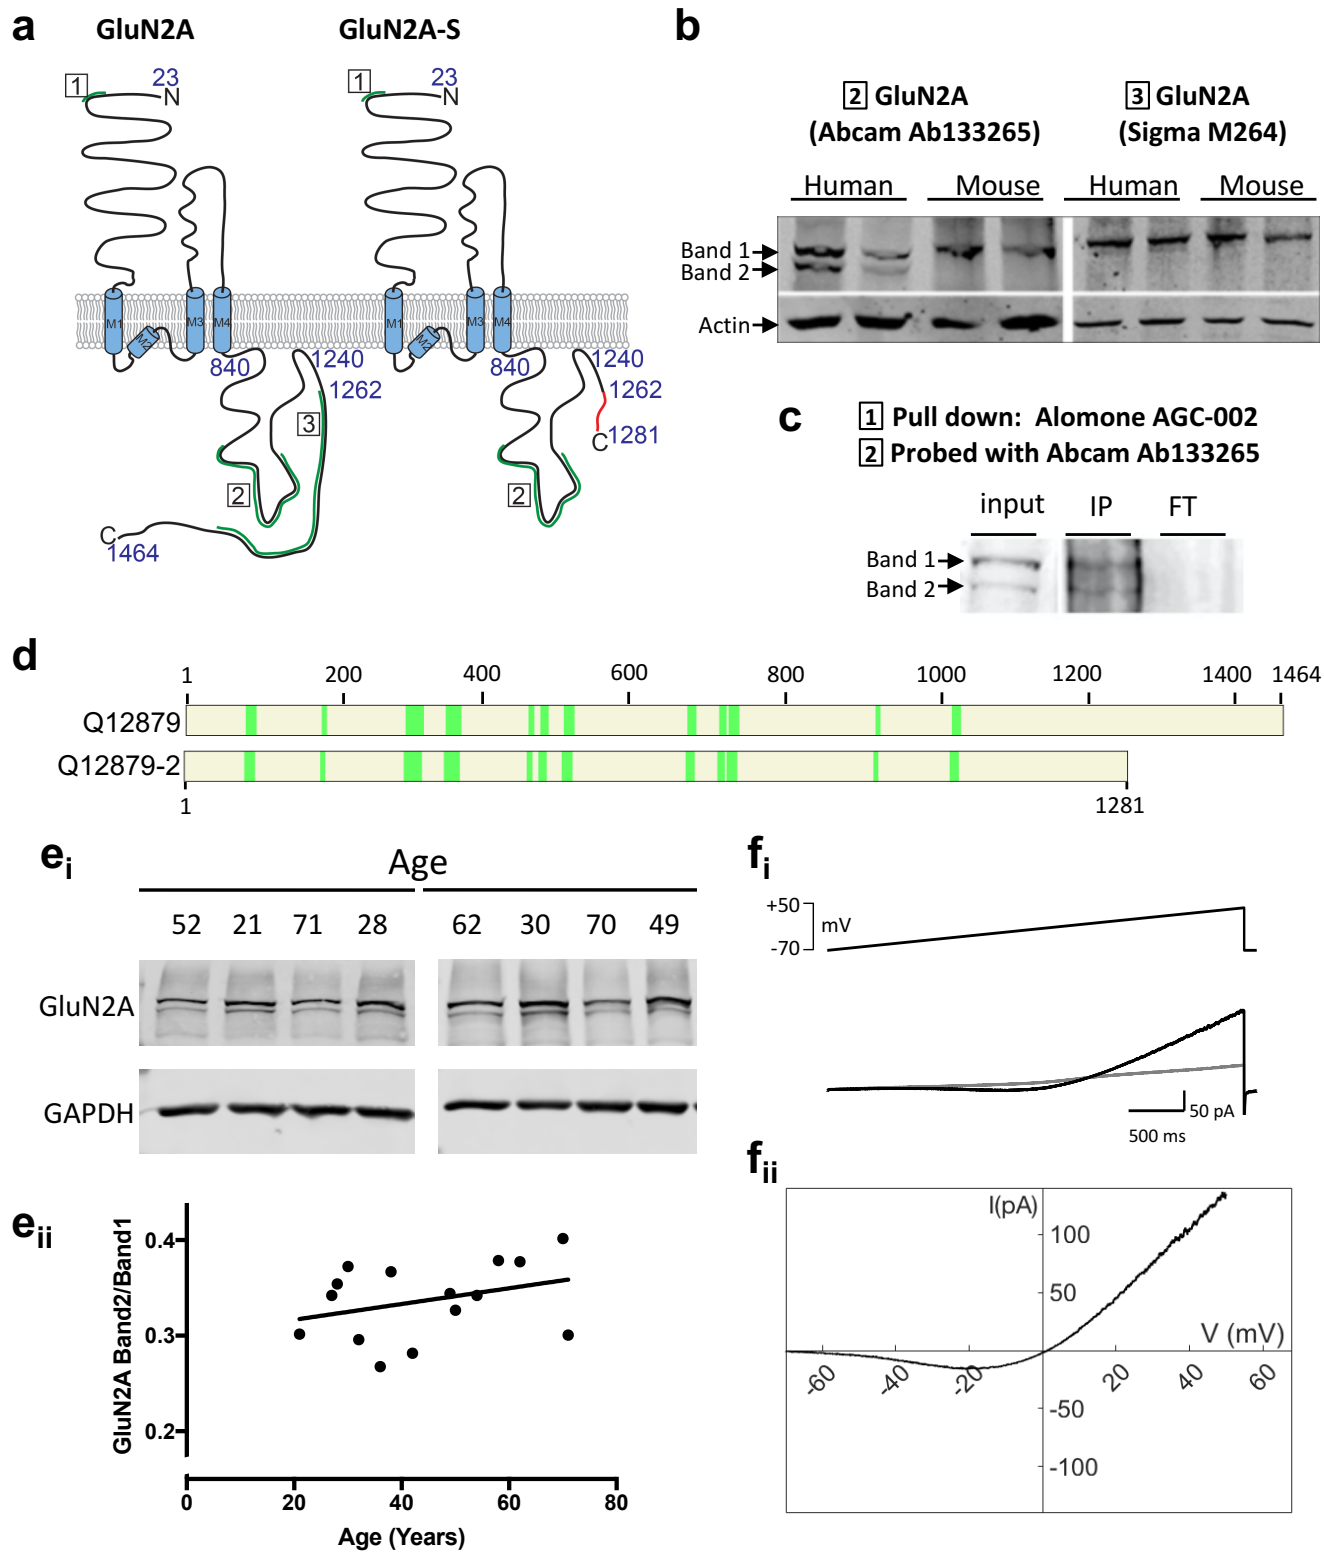 a
GluN2A
GluN2A-S
1
23
N
M1
M2
M3
M4
840
1240
1262
3
2
C
1464
1
23
N
M1
M2
M3
M4
840
1240
1262
C
1281
2
b
2 GluN2A
(Abcam Ab133265)
3 GluN2A
(Sigma M264)
Human
Mouse
Human
Mouse
Band 1
Band 2
Actin
c
1 Pull down: Alomone AGC-002
2 Probed with Abcam Ab133265
input
IP
FT
Band 1
Band 2
d
1 200 400 600 800 1000 1200 1400 1464
Q12879
Q12879-2
1 1281
ei
Age
52 21 71 28 62 30 70 49
GluN2A
GAPDH
eii
GluN2A Band2/Band1
0.4
0.3
0.2
0 20 40 60 80
Age (Years)
fi
+50
mV
-70
50 pA
500 ms
fii
I(pA)
100
50
V (mV)
-60 -40 -20 20 40 60
-50
-100